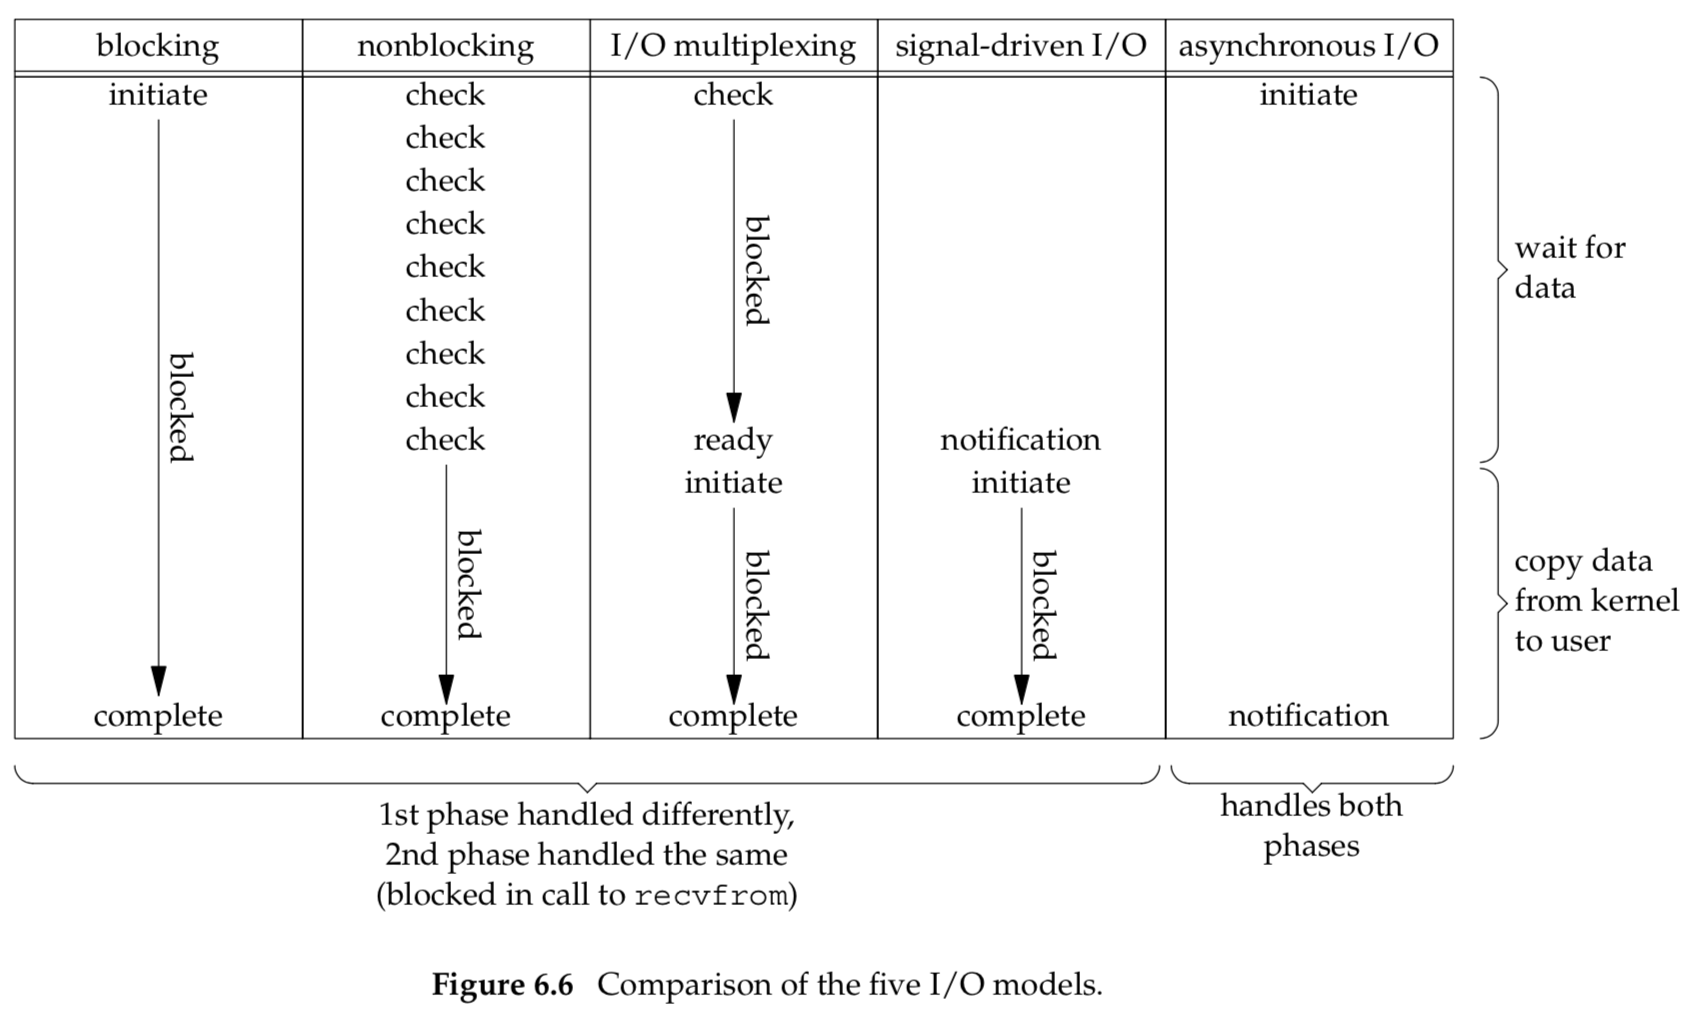 blocking nonblocking I/O multiplexing signal-driven I/O asynchronous I/O
initiate check check initiate
check
check
check
check
check
check
check
check ready notification
initiate initiate
blocked
blocked
blocked
blocked
blocked
complete complete complete complete notification
wait for
data
copy data
from kernel
to user
1st phase handled differently,
2nd phase handled the same
(blocked in call to recvfrom)
handles both
phases
Figure 6.6 Comparison of the five I/O models.